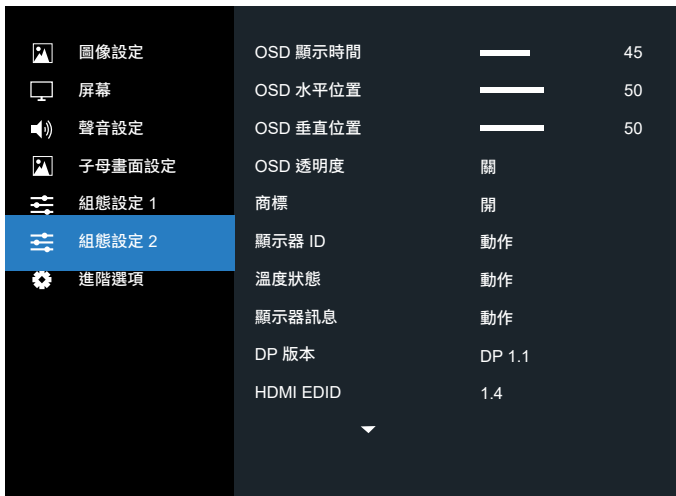 圖像設定
屏幕
聲音設定
子母畫面設定
組態設定 1
組態設定 2
進階選項
OSD 顯示時間 45
OSD 水平位置 50
OSD 垂直位置 50
OSD 透明度 關
商標 開
顯示器 ID 動作
溫度狀態 動作
顯示器訊息 動作
DP 版本 DP 1.1
HDMI EDID 1.4